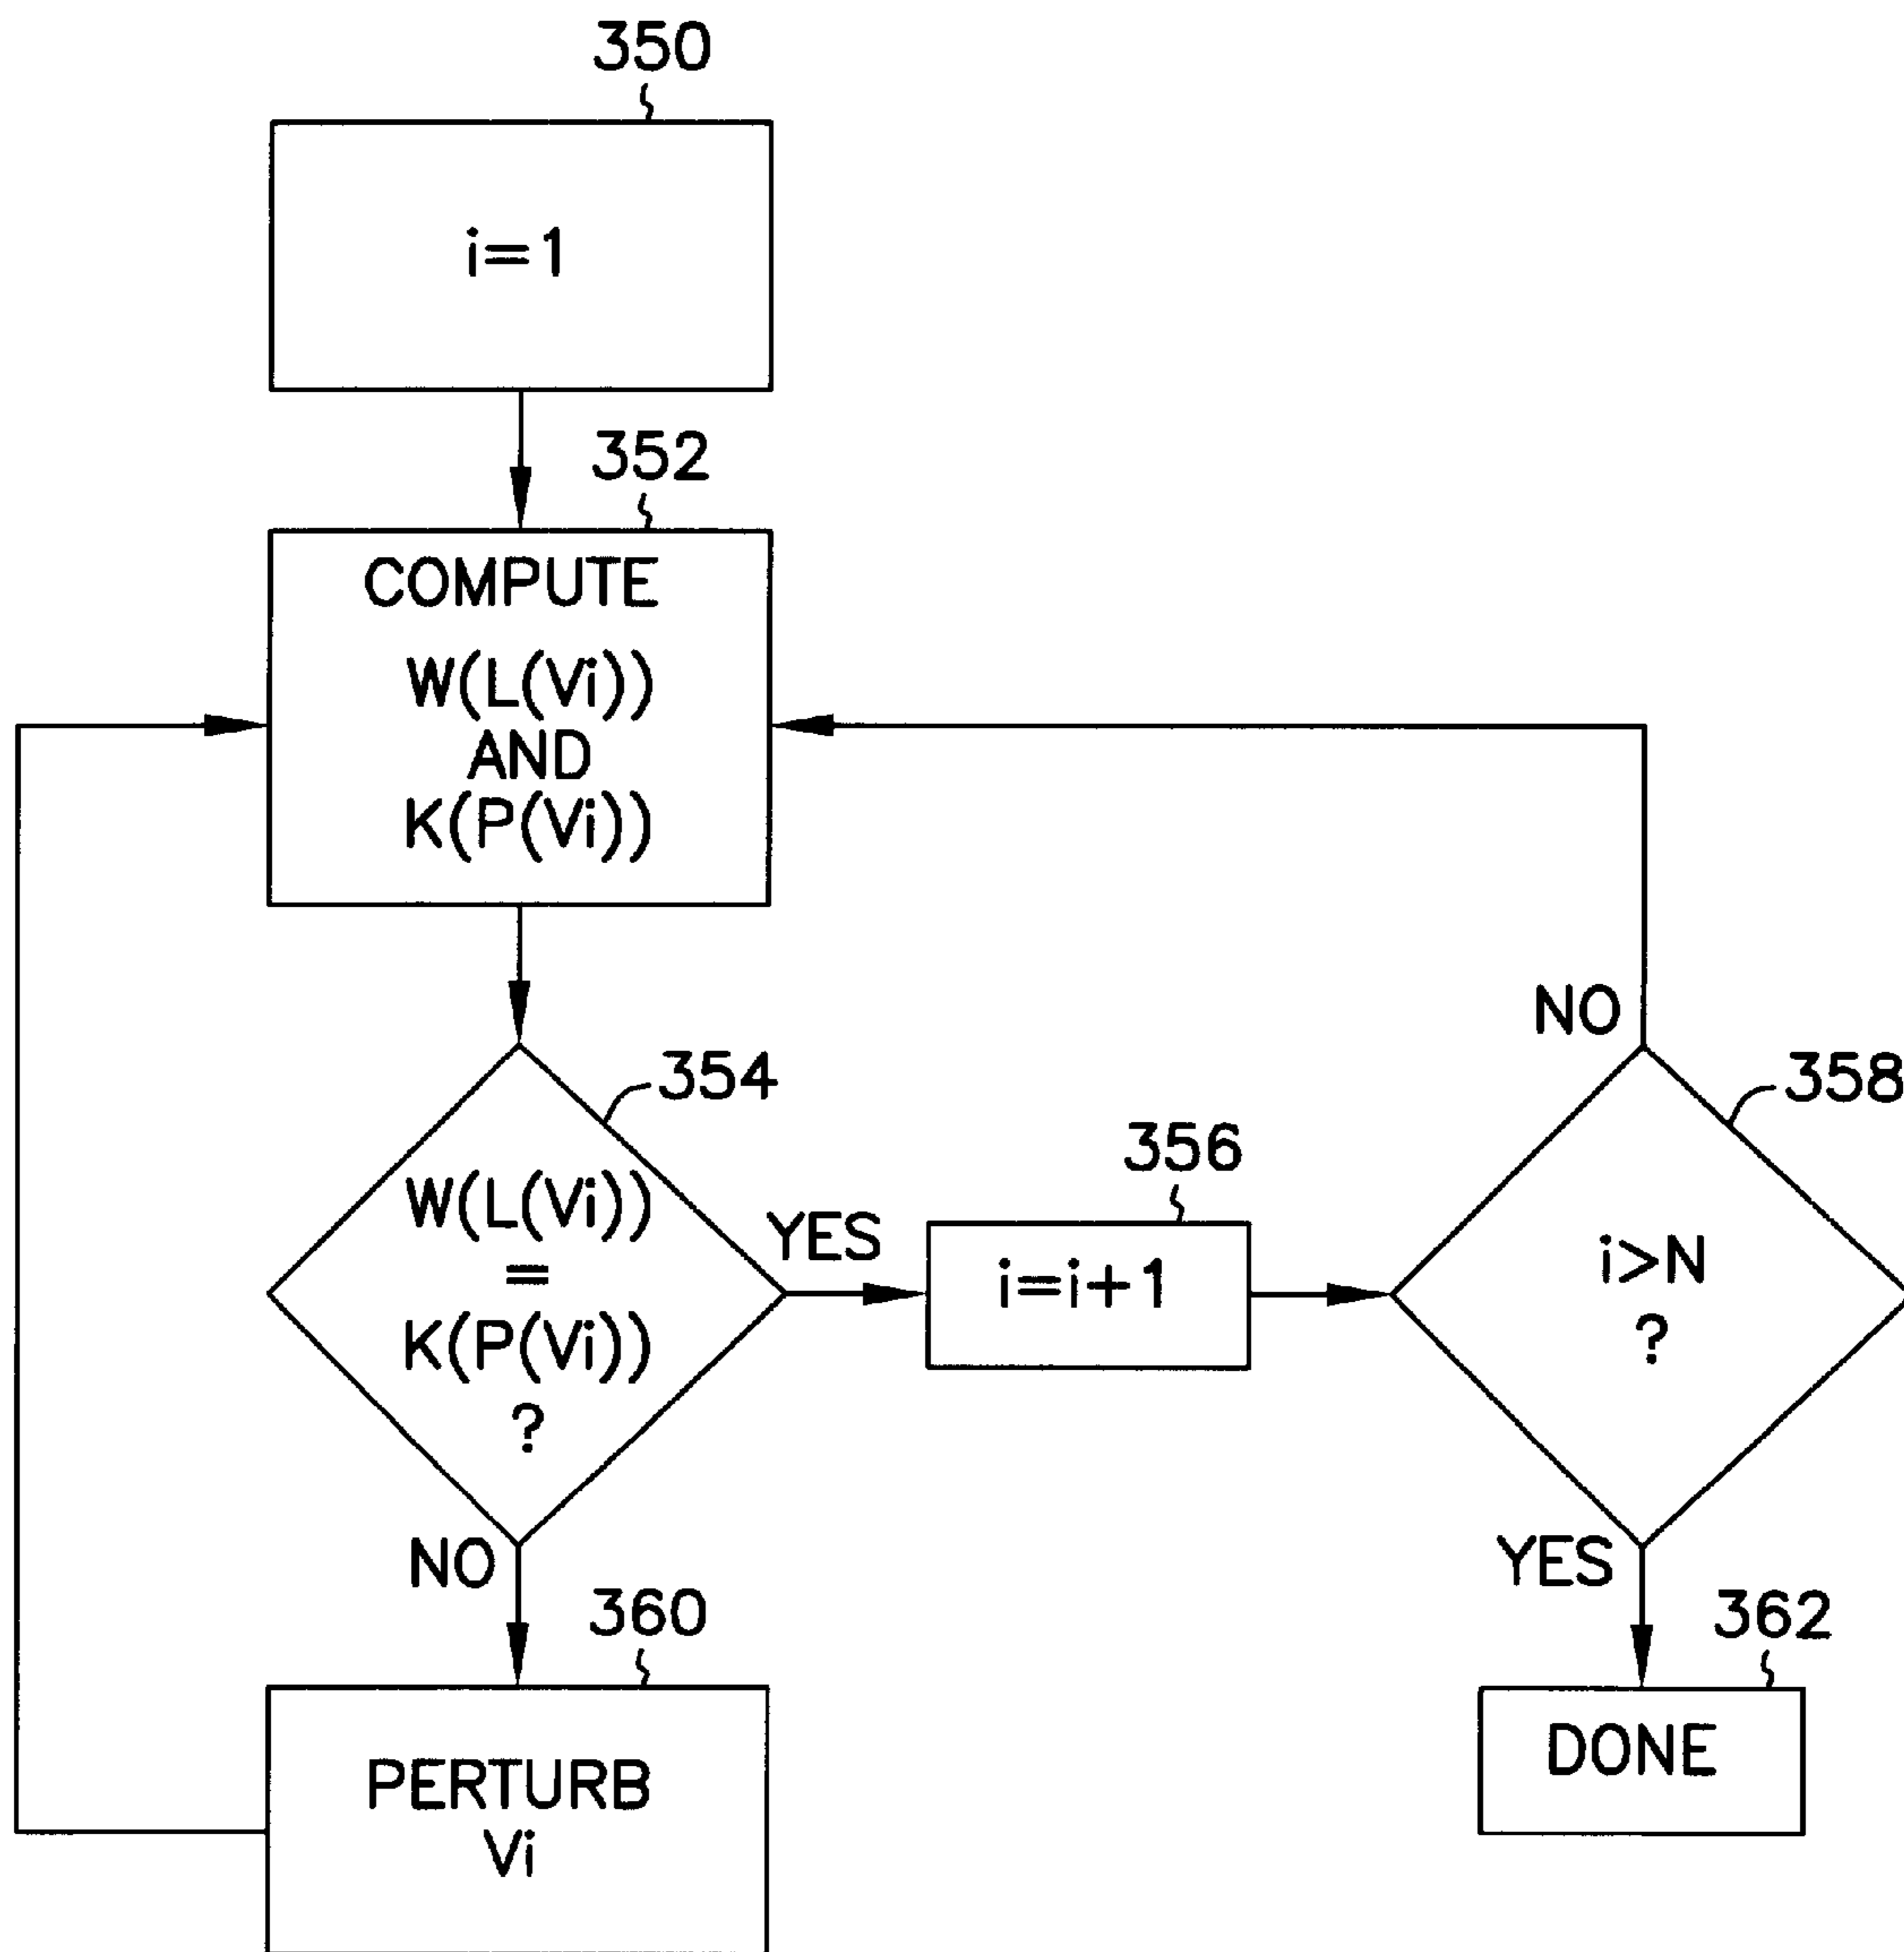 350
i=1
352
COMPUTE
W(L(Vi))
AND
K(P(Vi))
354
W(L(Vi))
=
K(P(Vi))
?
YES
NO
356
i=i+1
358
i>N
?
NO
YES
360
PERTURB
Vi
362
DONE